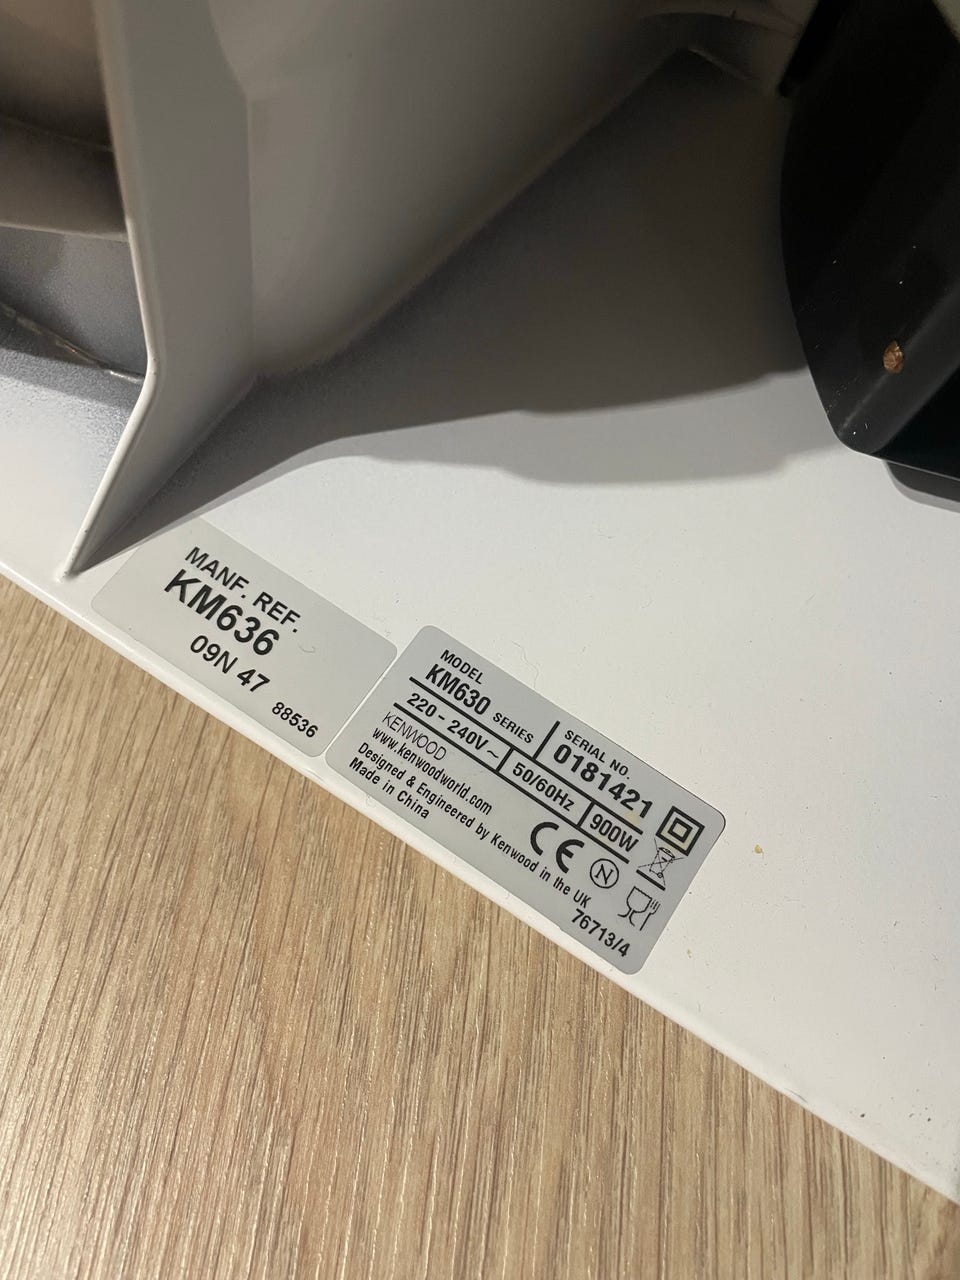 MANF. REF.
KM636
09N 47
88536
MODEL
KM630 SERIES
SERIAL NO.
0181421
220 - 240V ~
50/60Hz
900W
KENWOOD
www.kenwoodworld.com
Designed & Engineered by Kenwood in the UK
Made in China
CE
N
76713/4